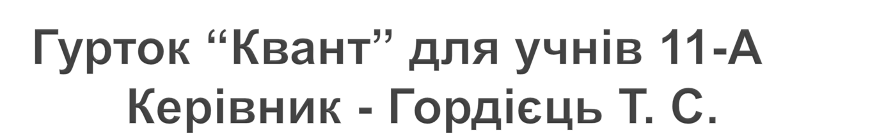 Гурток “Квант” для учнів 11-А
Керівник - Гордієць Т. С.